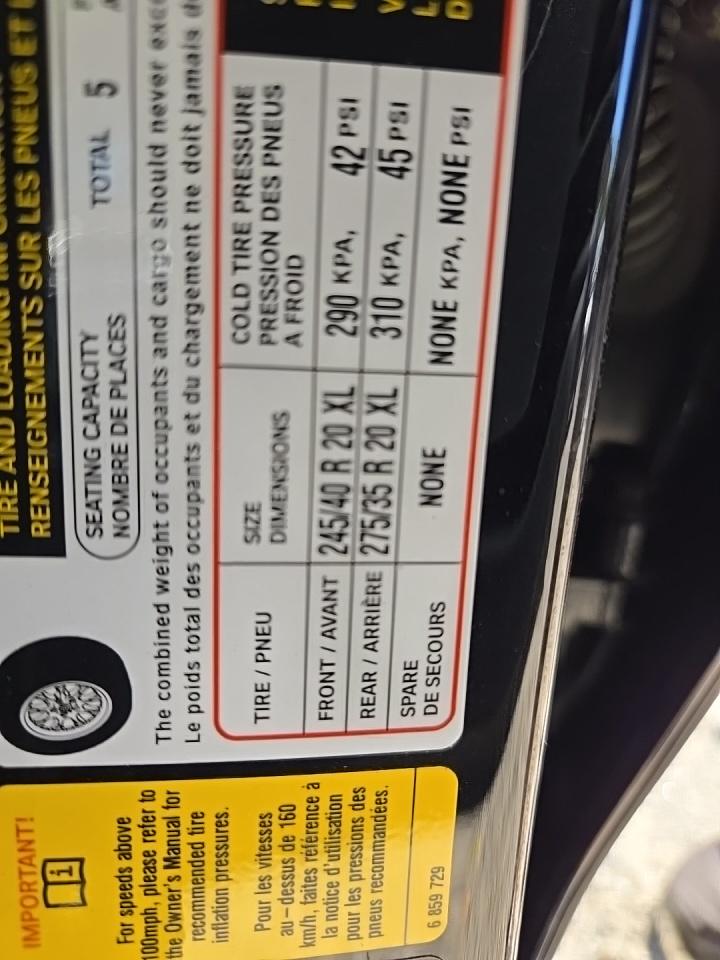 TIRE AND LOADING
RENSEIGNEMENTS SUR LES PNEUS ET
SEATING CAPACITY
NOMBRE DE PLACES
TOTAL 5
The combined weight of occupants and cargo should never
Le poids total des occupants et du chargement ne doit jamais
TIRE / PNEU
SIZE
DIMENSIONS
COLD TIRE PRESSURE
PRESSION DES PNEUS
A FROID
FRONT / AVANT 245/40 R 20 XL 290 KPA, 42 PSI
REAR / ARRIÈRE 275/35 R 20 XL 310 KPA, 45 PSI
SPARE
DE SECOURS
NONE NONE KPA, NONE PSI
IMPORTANT!
For speeds above
100mph, please refer to
the Owner's Manual for
recommended tire
inflation pressures.
Pour les vitesses
au-dessus de 160
km/h, faites référence à
la notice d'utilisation
pour les pressions des
pneus recommandées.
6 859 729